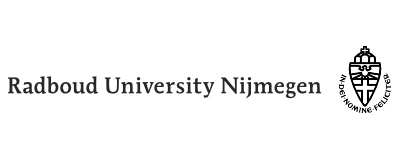 Radboud University Nijmegen
IN·DEI·NOMINE·FELICITER